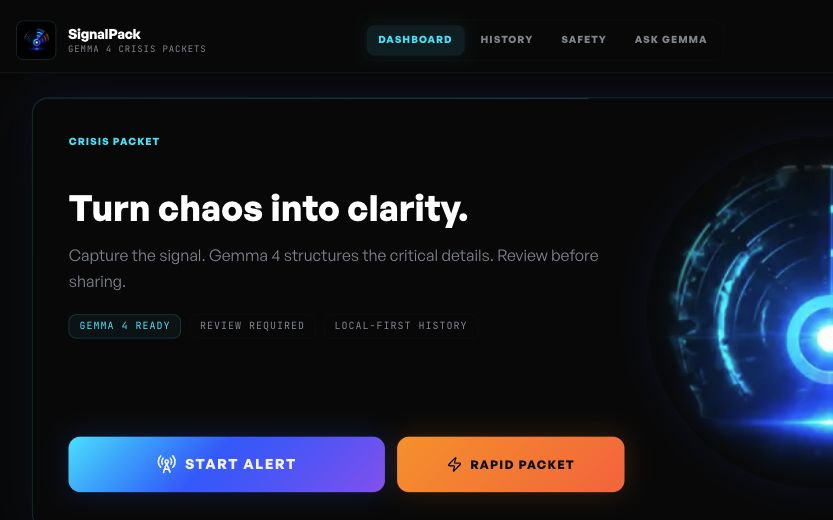 SignalPack
GEMMA 4 CRISIS PACKETS
DASHBOARD
HISTORY
SAFETY
ASK GEMMA
CRISIS PACKET
Turn chaos into clarity.
Capture the signal. Gemma 4 structures the critical details. Review before
sharing.
GEMMA 4 READY
REVIEW REQUIRED
LOCAL-FIRST HISTORY
START ALERT
RAPID PACKET